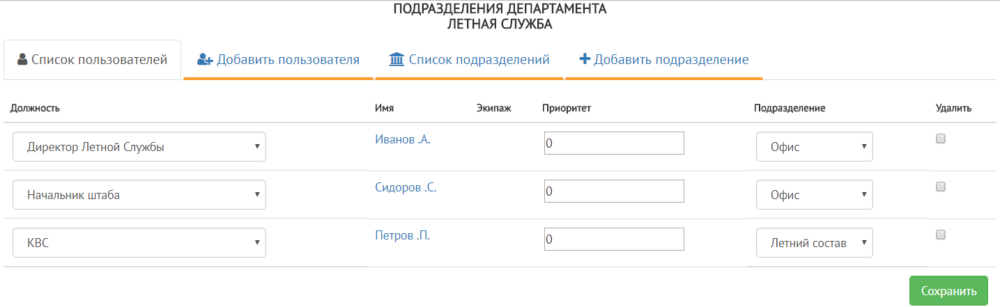 ПОДРАЗДЕЛЕНИЯ ДЕПАРТАМЕНТА
ЛЕТНАЯ СЛУЖБА
Список пользователей Добавить пользователя Список подразделений Добавить подразделение
Должность Имя Экипаж Приоритет Подразделение Удалить
Директор Летной Службы Иванов .А. 0 Офис
Начальник штаба Сидоров .С. 0 Офис
КВС Петров .П. 0 Летний состав
Сохранить